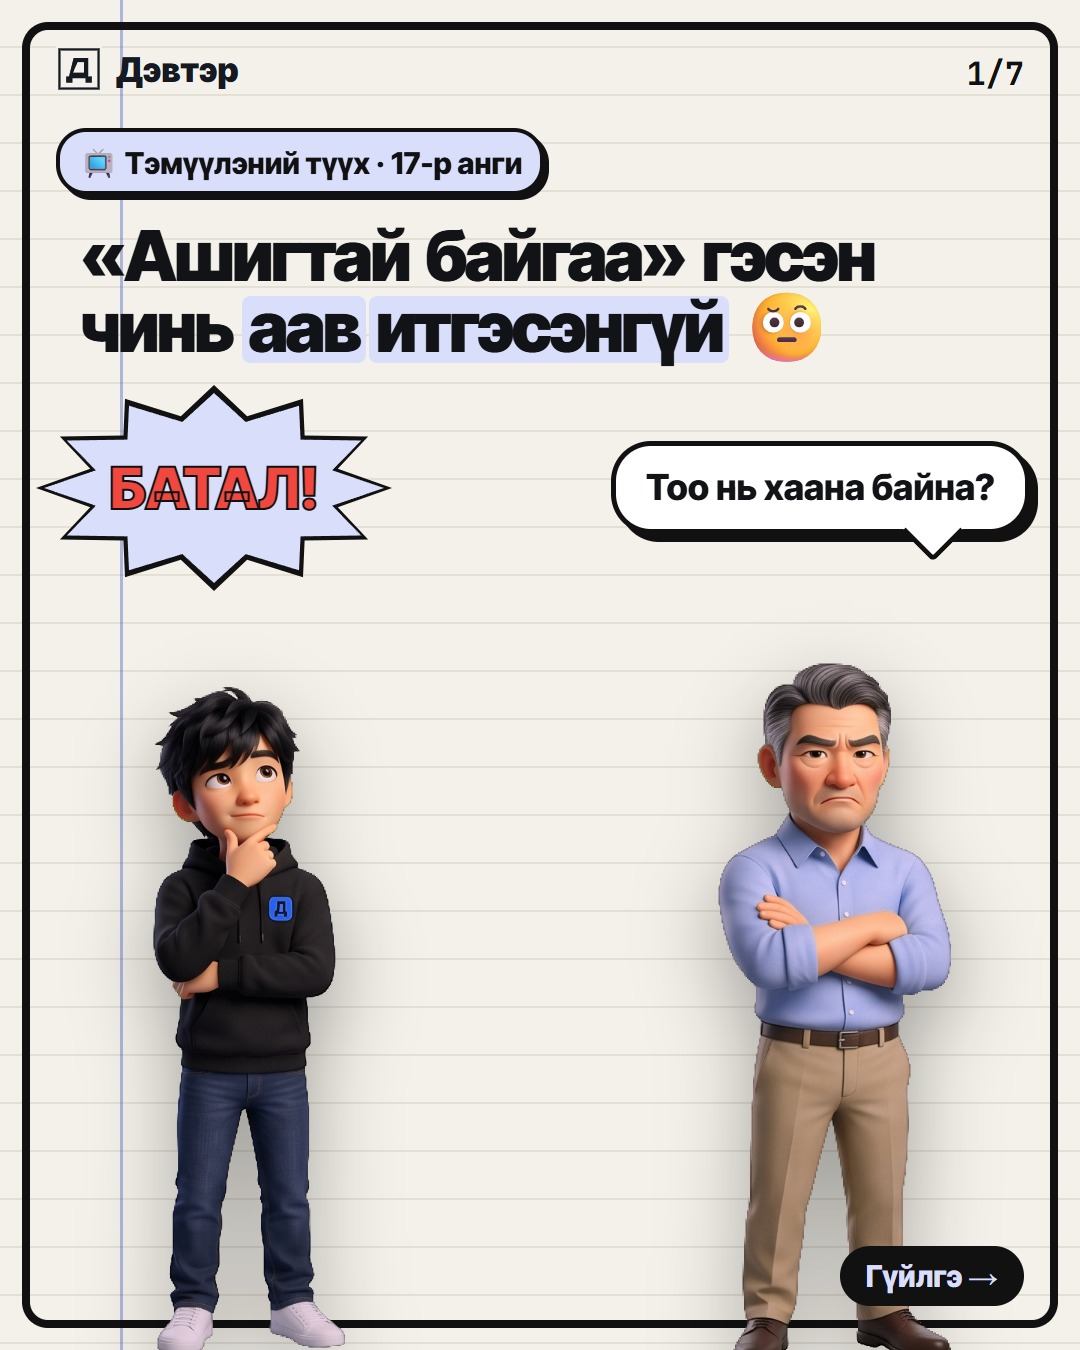 Д Дэвтэр
1/7
📺 Тэмүүлэний түүх · 17-р анги
«Ашигтай байгаа» гэсэн
чинь аав итгэсэнгүй 🤨
БАТАЛ!
Тоо нь хаана байна?
Д
Гүйлгэ →